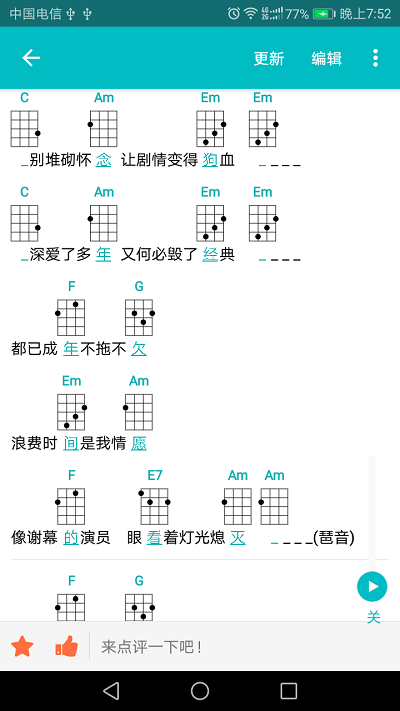 中国电信 4G 2G 77% 晚上7:52
更新 编辑
C Am Em Em
_别堆砌怀 念 让剧情变得 狗血 _ _ _ _
C Am Em Em
_深爱了多 年 又何必毁了 经典 _ _ _ _
F G
都已成 年不拖不 欠
Em Am
浪费时 间是我情 愿
F E7 Am Am
像谢幕 的演员 眼 看着灯光熄 灭 _ _ _ _(琶音)
F G
关
来点评一下吧！